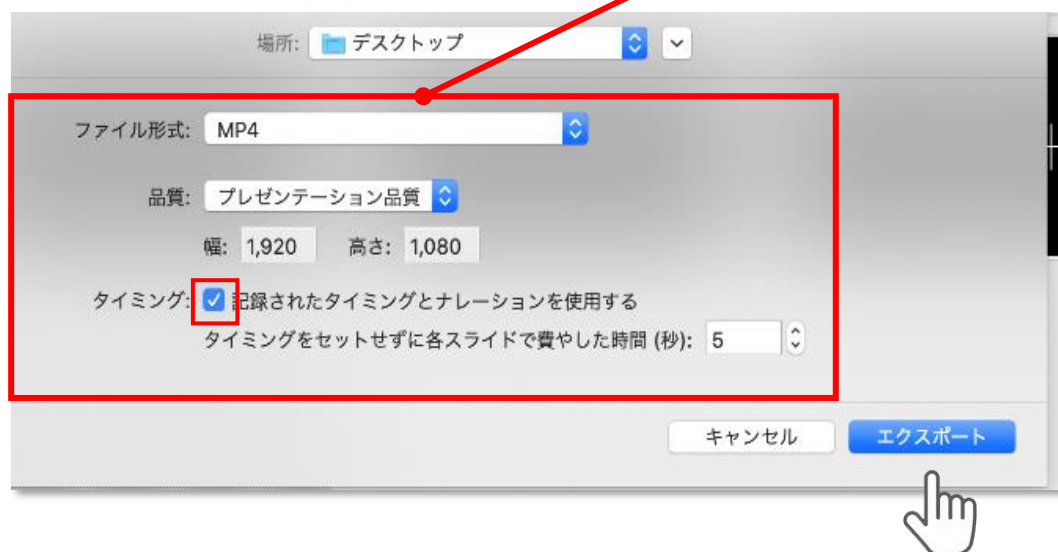 場所: デスクトップ
ファイル形式: MP4
品質: プレゼンテーション品質
幅: 1,920 高さ: 1,080
タイミング: 記録されたタイミングとナレーションを使用する
タイミングをセットせずに各スライドで費やした時間 (秒): 5
キャンセル エクスポート